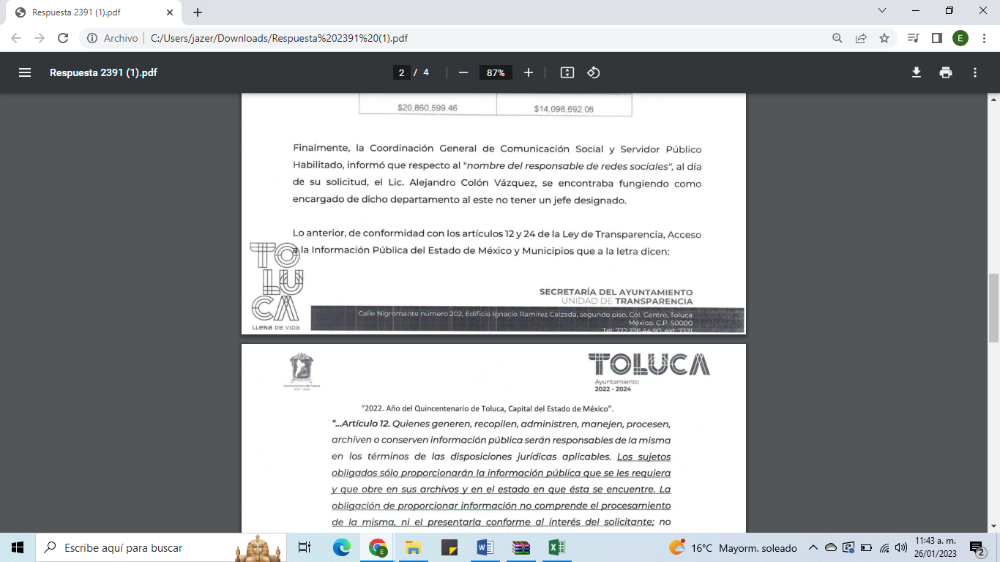 Respuesta 2391 (1).pdf
Archivo
C:/Users/jazer/Downloads/Respuesta%202391%20(1).pdf
E
Respuesta 2391 (1).pdf
2 / 4
87%
$20,860,599.46 $14,098,692.06
Finalmente, la Coordinación General de Comunicación Social y Servidor Público
Habilitado, informó que respecto al "nombre del responsable de redes sociales", al día
de su solicitud, el Lic. Alejandro Colón Vázquez, se encontraba fungiendo como
encargado de dicho departamento al este no tener un jefe designado.
Lo anterior, de conformidad con los artículos 12 y 24 de la Ley de Transparencia, Acceso
a la Información Pública del Estado de México y Municipios que a la letra dicen:
TO
LU
CA
LLENA DE VIDA
SECRETARÍA DEL AYUNTAMIENTO
UNIDAD DE TRANSPARENCIA
Calle Nigromante número 202, Edificio Ignacio Ramírez Calzada, segundo piso, Col. Centro, Toluca
México. C.P. 50000
Tel: 722 226 44 90, ext. 7321
Ayuntamiento de Toluca
TOLUCA
Ayuntamiento
2022 - 2024
"2022. Año del Quincentenario de Toluca, Capital del Estado de México".
"...Artículo 12. Quienes generen, recopilen, administren, manejen, procesen,
archiven o conserven información pública serán responsables de la misma
en los términos de las disposiciones jurídicas aplicables. Los sujetos
obligados sólo proporcionarán la información pública que se les requiera
y que obre en sus archivos y en el estado en que ésta se encuentre. La
obligación de proporcionar información no comprende el procesamiento
de la misma, ni el presentarla conforme al interés del solicitante; no
Escribe aquí para buscar
E
16°C Mayorm. soleado
11:43 a. m.
26/01/2023
2